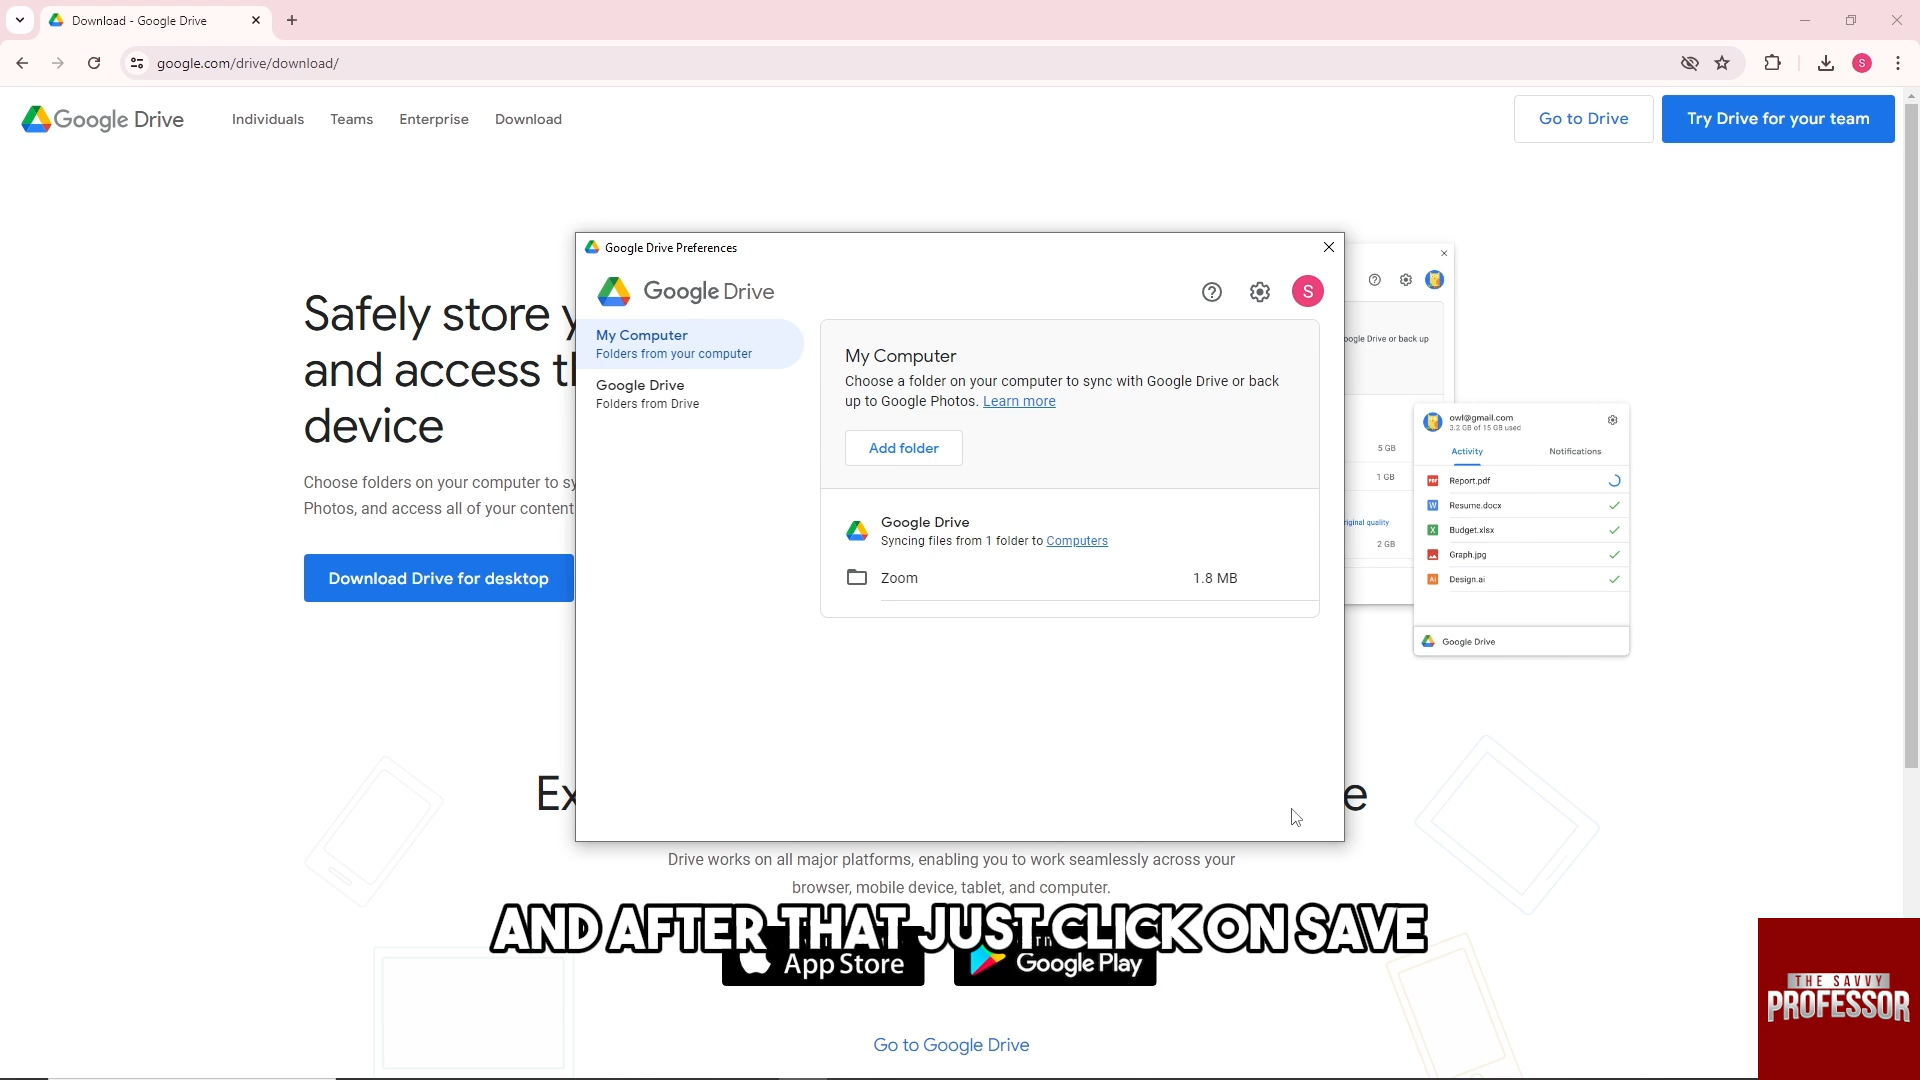 Download - Google Drive
google.com/drive/download/
S
Google Drive
Individuals
Teams
Enterprise
Download
Go to Drive
Try Drive for your team
Safely store
and access
device
Choose folders on your computer to
Photos, and access all of your content
Download Drive for desktop
Google Drive Preferences
Google Drive
S
My Computer
Folders from your computer
Google Drive
Folders from Drive
My Computer
Choose a folder on your computer to sync with Google Drive or back
up to Google Photos. Learn more
Add folder
Google Drive
Syncing files from 1 folder to Computers
Zoom 1.8 MB
Drive or back up
5 GB
1 GB
quality
2 GB
owl@gmail.com
3.2 GB of 15 GB used
Activity
Notifications
PDF Report.pdf
W Resume.docx
X Budget.xlsx
Graph.jpg
Ai Design.ai
Google Drive
Drive works on all major platforms, enabling you to work seamlessly across your
browser, mobile device, tablet, and computer.
AND AFTER THAT JUST CLICK ON SAVE
App Store
Google Play
Go to Google Drive
THE SAVVY
PROFESSOR